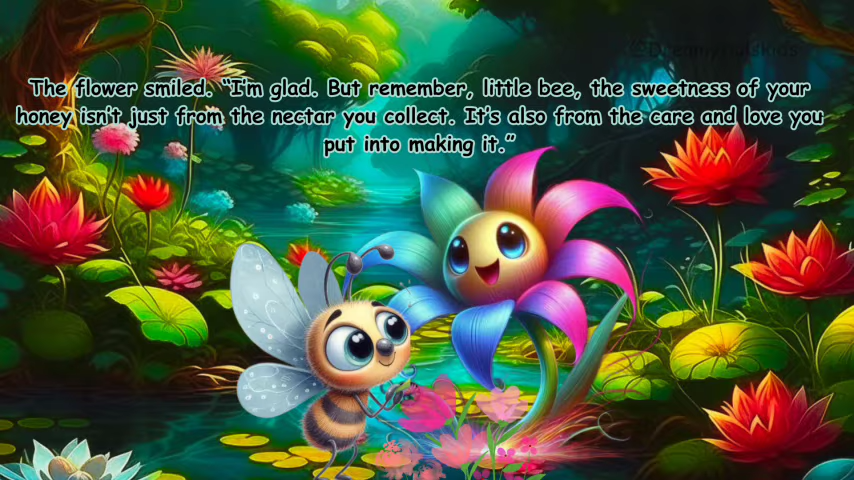 The flower smiled. “I'm glad. But remember, little bee, the sweetness of your
honey isn't just from the nectar you collect. It's also from the care and love you
put into making it.”